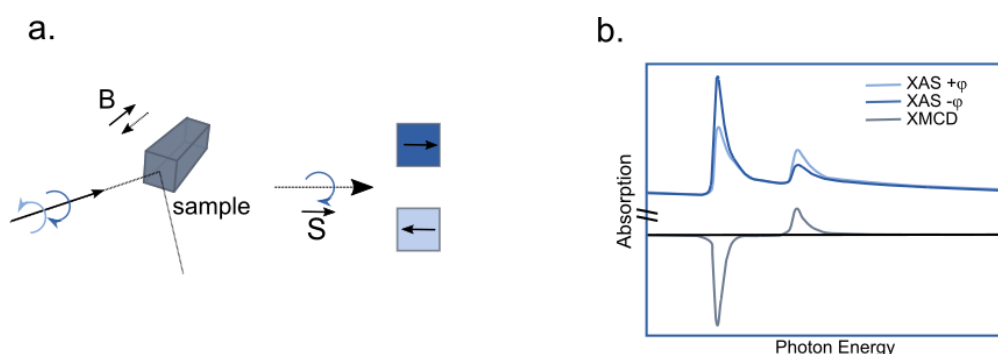 a.
B
sample
S
b.
XAS +φ
XAS -φ
XMCD
Absorption
Photon Energy